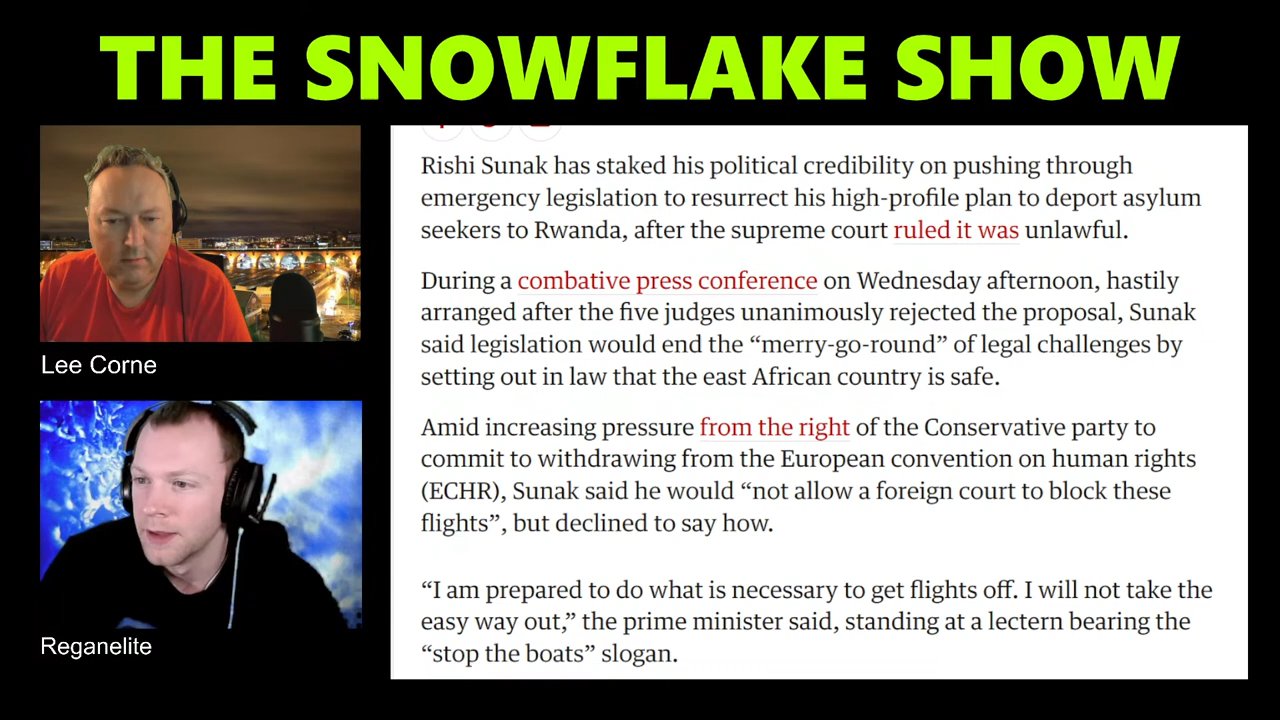 THE SNOWFLAKE SHOW
Lee Corne
Reganelite
Rishi Sunak has staked his political credibility on pushing through
emergency legislation to resurrect his high-profile plan to deport asylum
seekers to Rwanda, after the supreme court ruled it was unlawful.
During a combative press conference on Wednesday afternoon, hastily
arranged after the five judges unanimously rejected the proposal, Sunak
said legislation would end the “merry-go-round” of legal challenges by
setting out in law that the east African country is safe.
Amid increasing pressure from the right of the Conservative party to
commit to withdrawing from the European convention on human rights
(ECHR), Sunak said he would “not allow a foreign court to block these
flights”, but declined to say how.
“I am prepared to do what is necessary to get flights off. I will not take the
easy way out,” the prime minister said, standing at a lectern bearing the
“stop the boats” slogan.